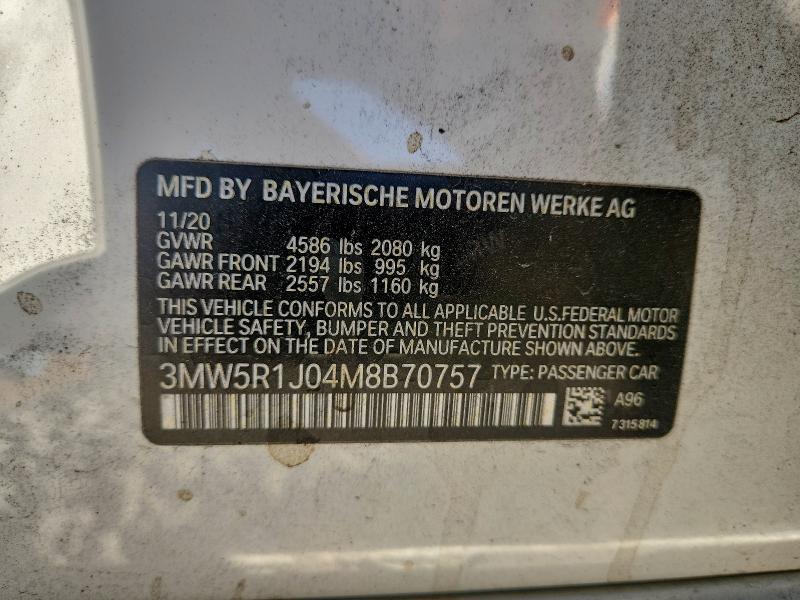 MFD BY BAYERISCHE MOTOREN WERKE AG
11/20
GVWR 4586 lbs 2080 kg
GAWR FRONT 2194 lbs 995 kg
GAWR REAR 2557 lbs 1160 kg
THIS VEHICLE CONFORMS TO ALL APPLICABLE U.S.FEDERAL MOTOR
VEHICLE SAFETY, BUMPER AND THEFT PREVENTION STANDARDS
IN EFFECT ON THE DATE OF MANUFACTURE SHOWN ABOVE.
3MW5R1J04M8B70757 TYPE: PASSENGER CAR
A96
7315814